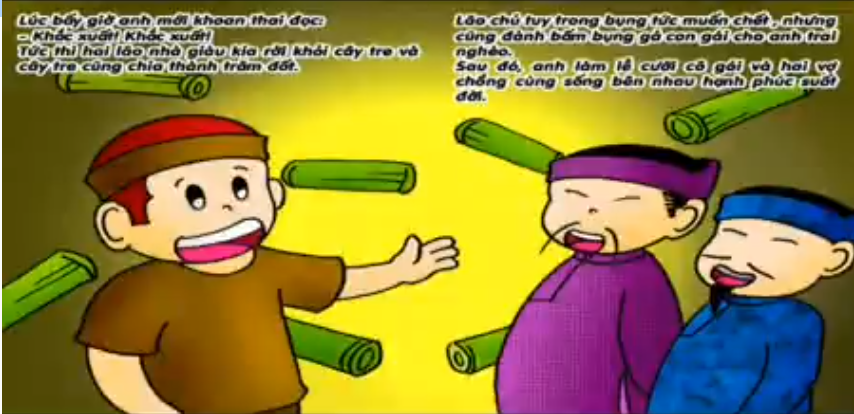 Lúc bấy giờ anh mới khoan thai đọc:
- Khắc xuất! Khắc xuất!
Tức thì hai lão nhà giàu kia rời khỏi cây tre và
cây tre cũng chia thành trăm đốt.
Lão chủ tuy trong bụng tức muốn chết , nhưng
cũng đành bấm bụng gả con gái cho anh trai
nghèo.
Sau đó, anh làm lễ cưới cô gái và hai vợ
chồng cùng sống bên nhau hạnh phúc suốt
đời.